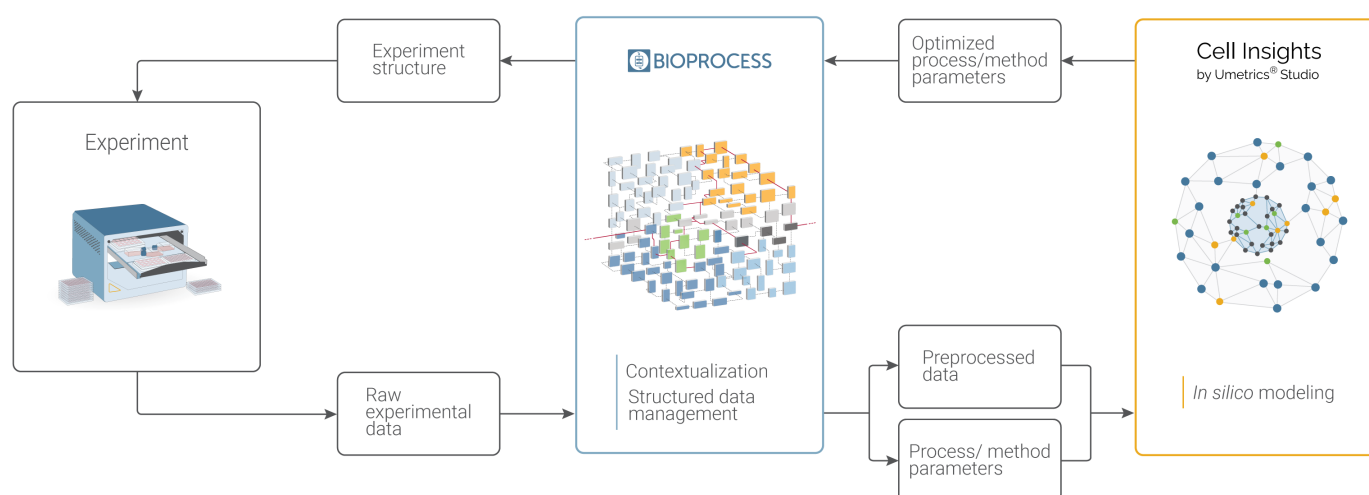 Experiment
structure
BIOPROCESS
Optimized
process/method
parameters
Cell Insights
by Umetrics® Studio
Experiment
Raw
experimental
data
Contextualization
Structured data
management
Preprocessed
data
Process/ method
parameters
In silico modeling